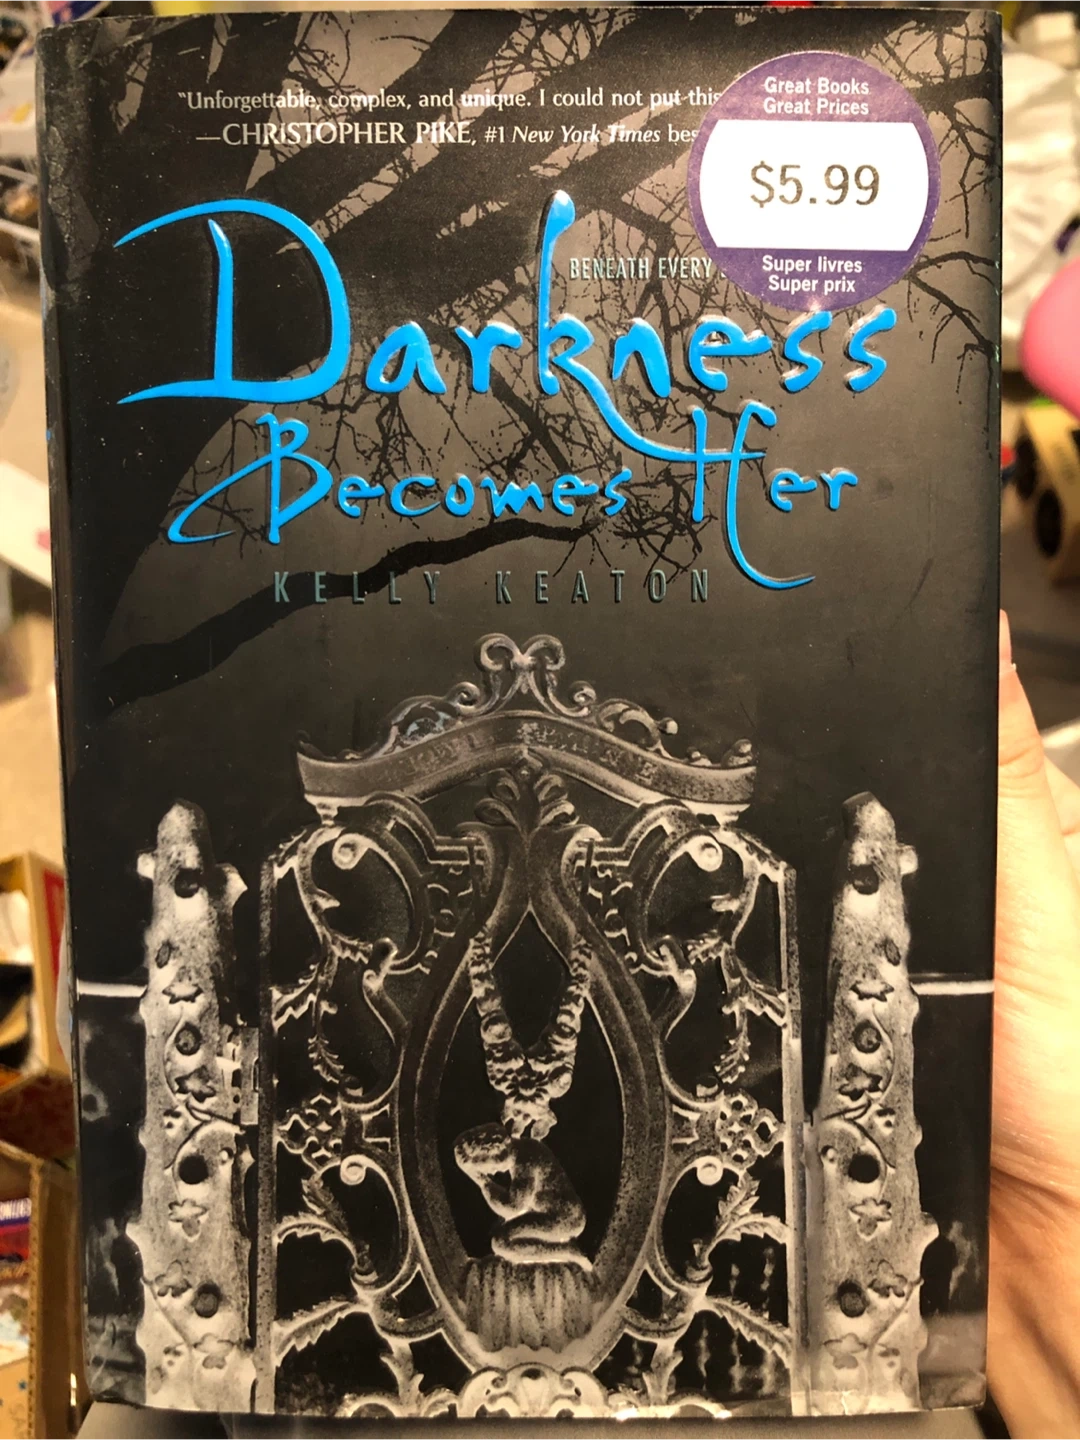 "Unforgettable, complex, and unique. I could not put this
—CHRISTOPHER PIKE, #1 New York Times bes
Great Books
Great Prices
$5.99
Super livres
Super prix
BENEATH EVERY
Darkness
Becomes Her
KELLY KEATON